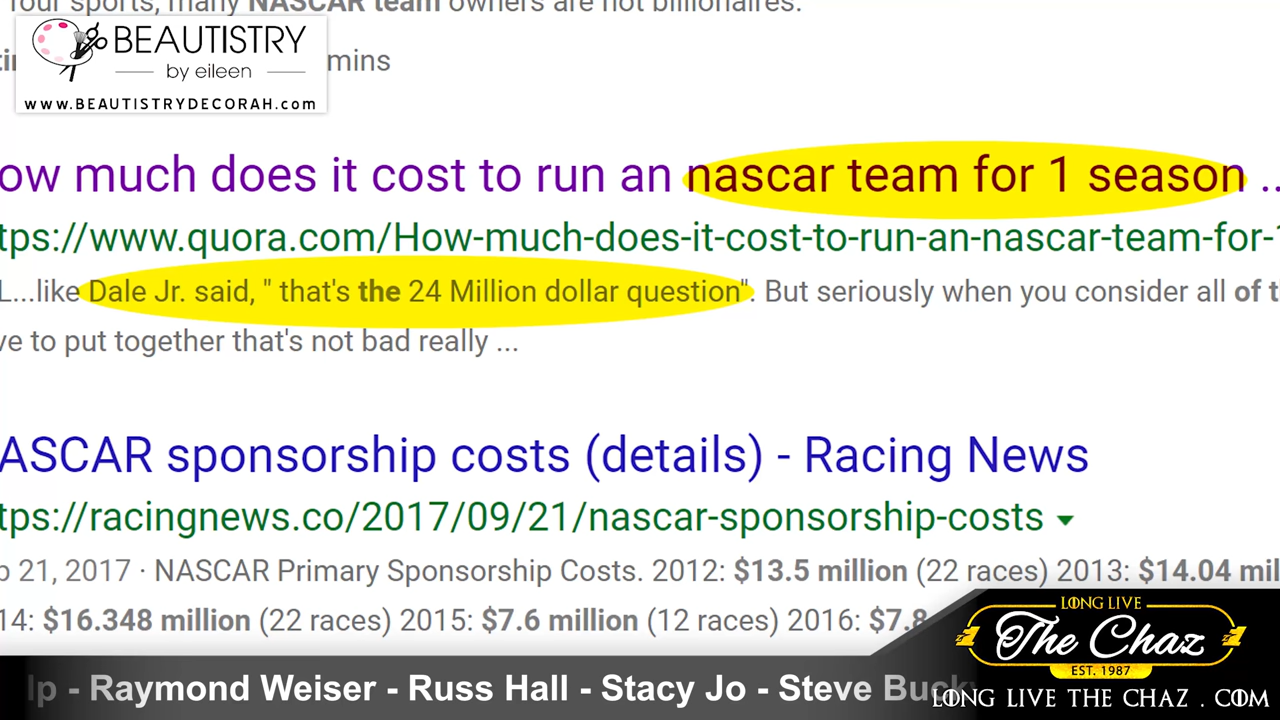 four sports, many NASCAR team owners are not billionaires.
BEAUTISTRY
by eileen
www.BEAUTISTRYDECORAH.com
mins
ow much does it cost to run an nascar team for 1 season ..
tps://www.quora.com/How-much-does-it-cost-to-run-an-nascar-team-for-1
L...like Dale Jr. said, " that's the 24 Million dollar question". But seriously when you consider all of t
ve to put together that's not bad really ...
ASCAR sponsorship costs (details) - Racing News
tps://racingnews.co/2017/09/21/nascar-sponsorship-costs
p 21, 2017 · NASCAR Primary Sponsorship Costs. 2012: $13.5 million (22 races) 2013: $14.04 mil
14: $16.348 million (22 races) 2015: $7.6 million (12 races) 2016: $7.8
LONG LIVE
The Chaz
EST. 1987
lp - Raymond Weiser - Russ Hall - Stacy Jo - Steve Buck
LONG LIVE THE CHAZ . COM